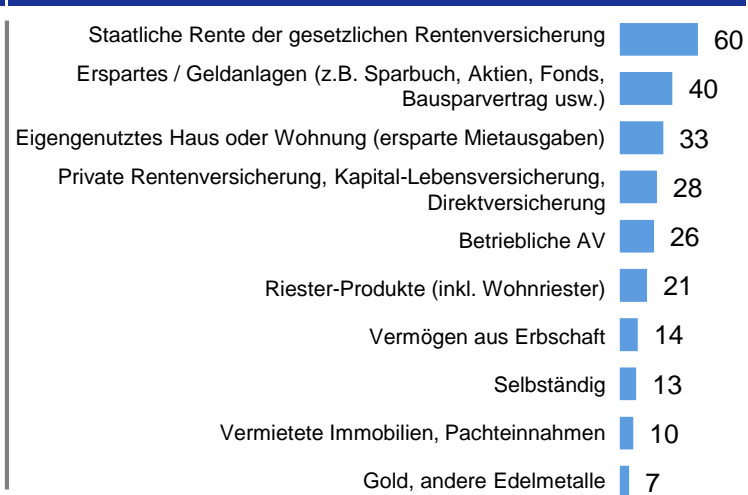 Staatliche Rente der gesetzlichen Rentenversicherung 60
Erspartes / Geldanlagen (z.B. Sparbuch, Aktien, Fonds,
Bausparvertrag usw.) 40
Eigengenutztes Haus oder Wohnung (ersparte Mietausgaben) 33
Private Rentenversicherung, Kapital-Lebensversicherung,
Direktversicherung 28
Betriebliche AV 26
Riester-Produkte (inkl. Wohnriester) 21
Vermögen aus Erbschaft 14
Selbständig 13
Vermietete Immobilien, Pachteinnahmen 10
Gold, andere Edelmetalle 7